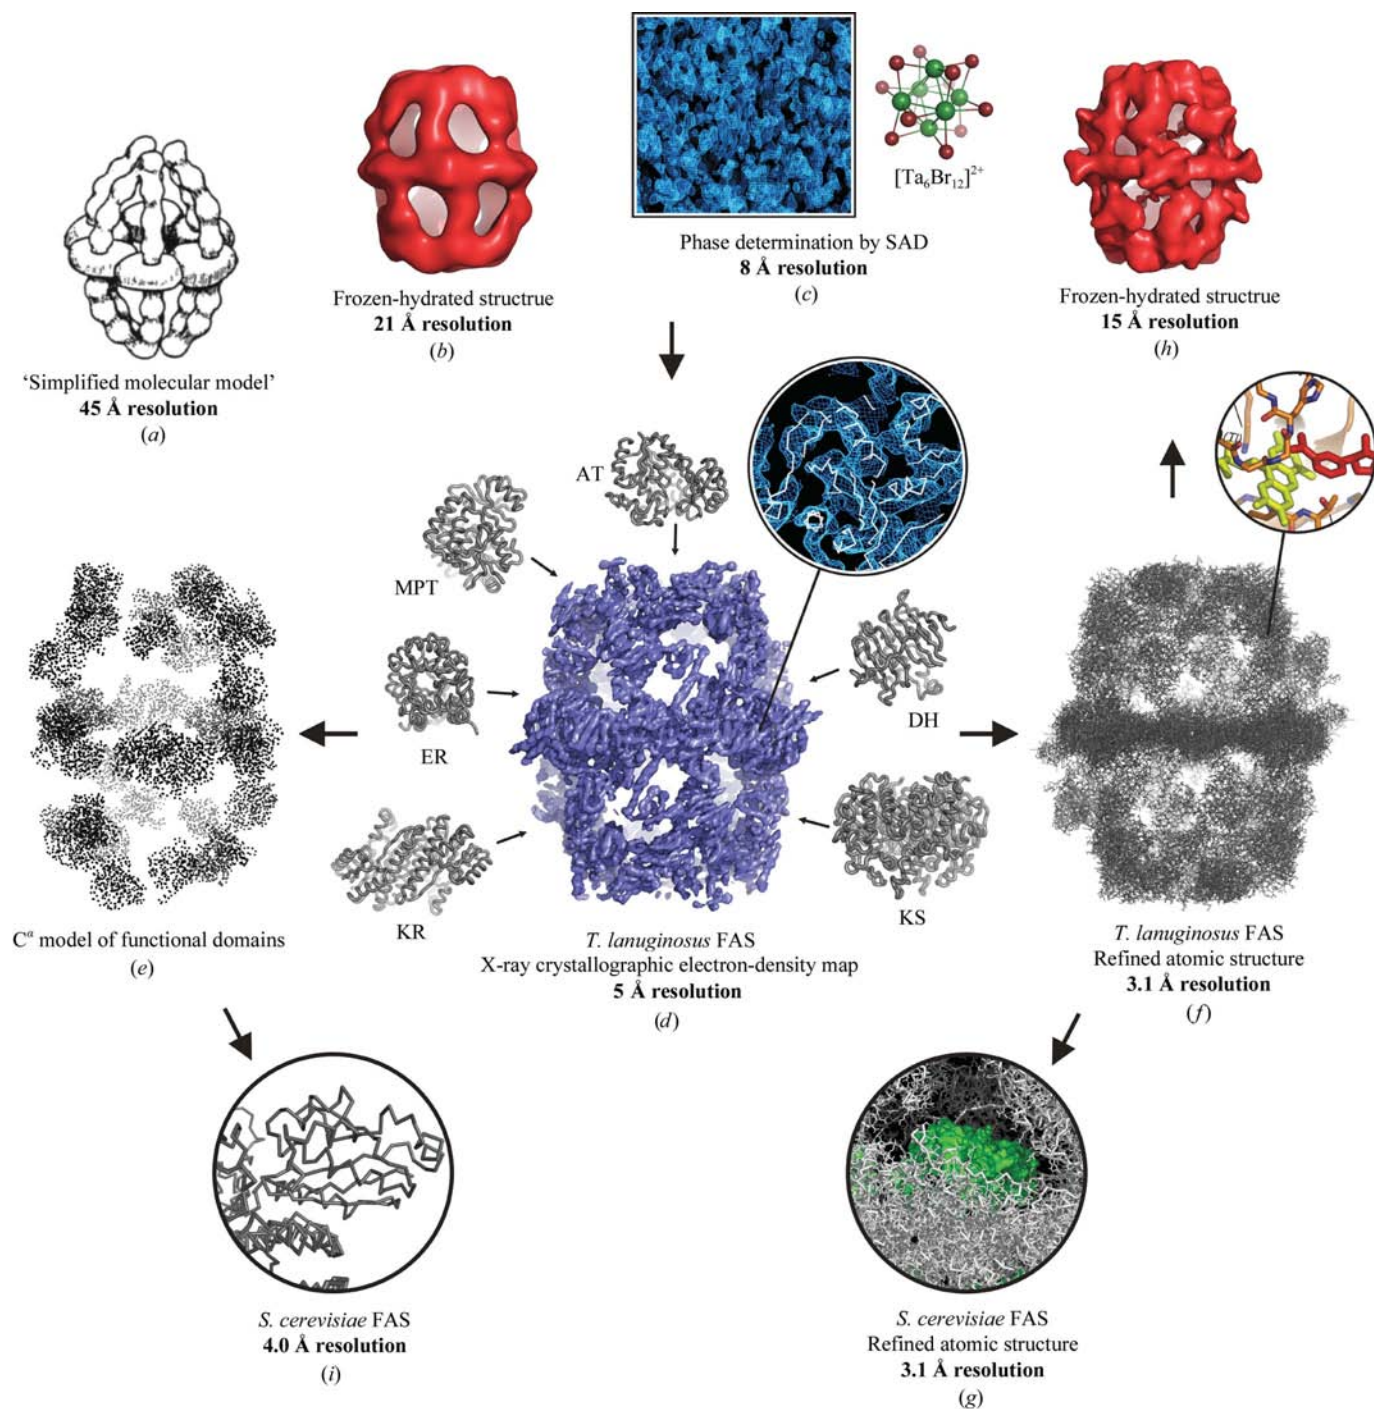 [Ta6Br12]2+
Phase determination by SAD
8 Å resolution
(c)
Frozen-hydrated structrue
21 Å resolution
(b)
Frozen-hydrated structrue
15 Å resolution
(h)
'Simplified molecular model'
45 Å resolution
(a)
AT
MPT
ER
KR
DH
KS
Cα model of functional domains
(e)
T. lanuginosus FAS
X-ray crystallographic electron-density map
5 Å resolution
(d)
T. lanuginosus FAS
Refined atomic structure
3.1 Å resolution
(f)
S. cerevisiae FAS
4.0 Å resolution
(i)
S. cerevisiae FAS
Refined atomic structure
3.1 Å resolution
(g)